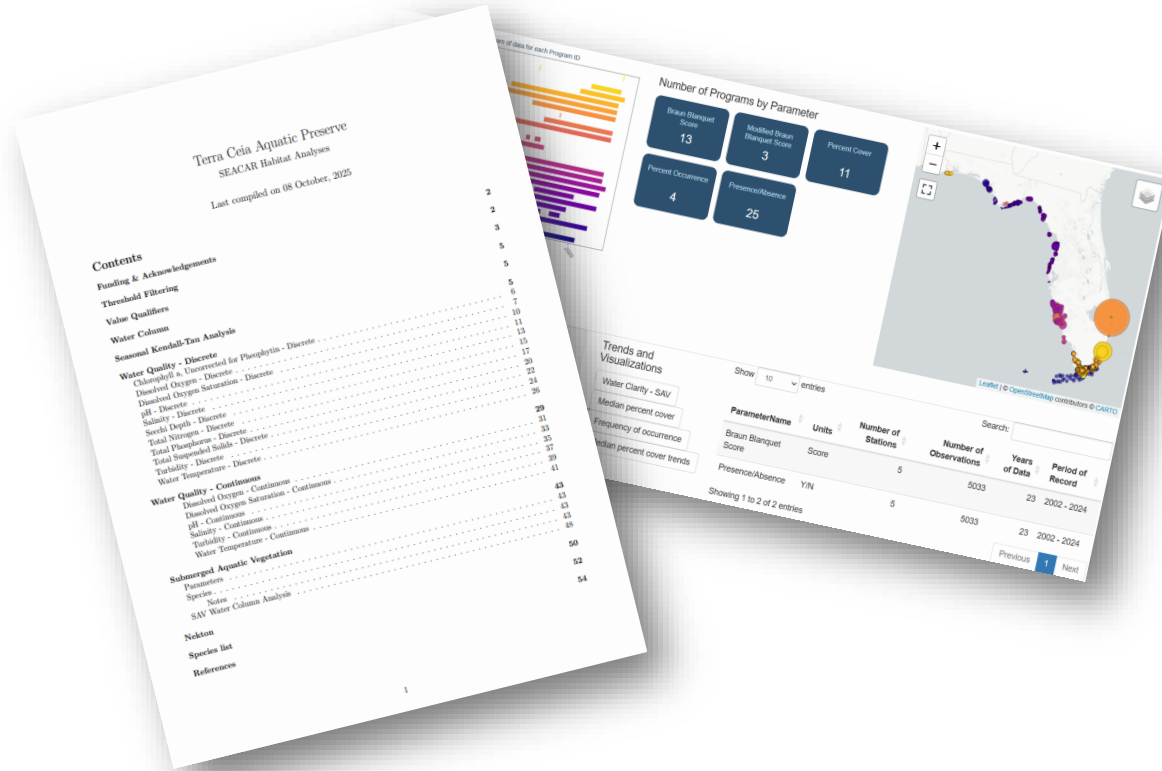 Terra Ceia Aquatic Preserve
SEACAR Habitat Analyses
Last compiled on 08 October, 2025
Contents
Funding & Acknowledgements 2
Threshold Filtering 2
Value Qualifiers 3
Water Column 5
Seasonal Kendall-Tau Analysis 5
Water Quality - Discrete 5
Chlorophyll a, Uncorrected for Pheophytin - Discrete 6
Dissolved Oxygen - Discrete 7
Dissolved Oxygen Saturation - Discrete 10
pH - Discrete 11
Salinity - Discrete 13
Secchi Depth - Discrete 15
Total Nitrogen - Discrete 17
Total Phosphorus - Discrete 20
Total Suspended Solids - Discrete 22
Turbidity - Discrete 24
Water Temperature - Discrete 26
Water Quality - Continuous 29
Dissolved Oxygen - Continuous 31
Dissolved Oxygen Saturation - Continuous 33
pH - Continuous 35
Salinity - Continuous 37
Turbidity - Continuous 39
Water Temperature - Continuous 41
Submerged Aquatic Vegetation 43
Parameters 43
Species 43
Notes 43
SAV Water Column Analysis 48
Nekton 50
Species list 52
References 54
1
of data for each Program ID
Number of Programs by Parameter
Braun Blanquet Score
13
Modified Braun Blanquet Score
3
Percent Cover
11
Percent Occurrence
4
Presence/Absence
25
+
−
Leaflet | © OpenStreetMap contributors © CARTO
Trends and
Visualizations
Water Clarity - SAV
Median percent cover
Frequency of occurrence
median percent cover trends
Show 10 entries
Search:
ParameterName Units Number of Stations Number of Observations Years of Data Period of Record
Braun Blanquet Score Score 5 5033 23 2002 - 2024
Presence/Absence Y/N 5 5033 23 2002 - 2024
Showing 1 to 2 of 2 entries
Previous 1 Next